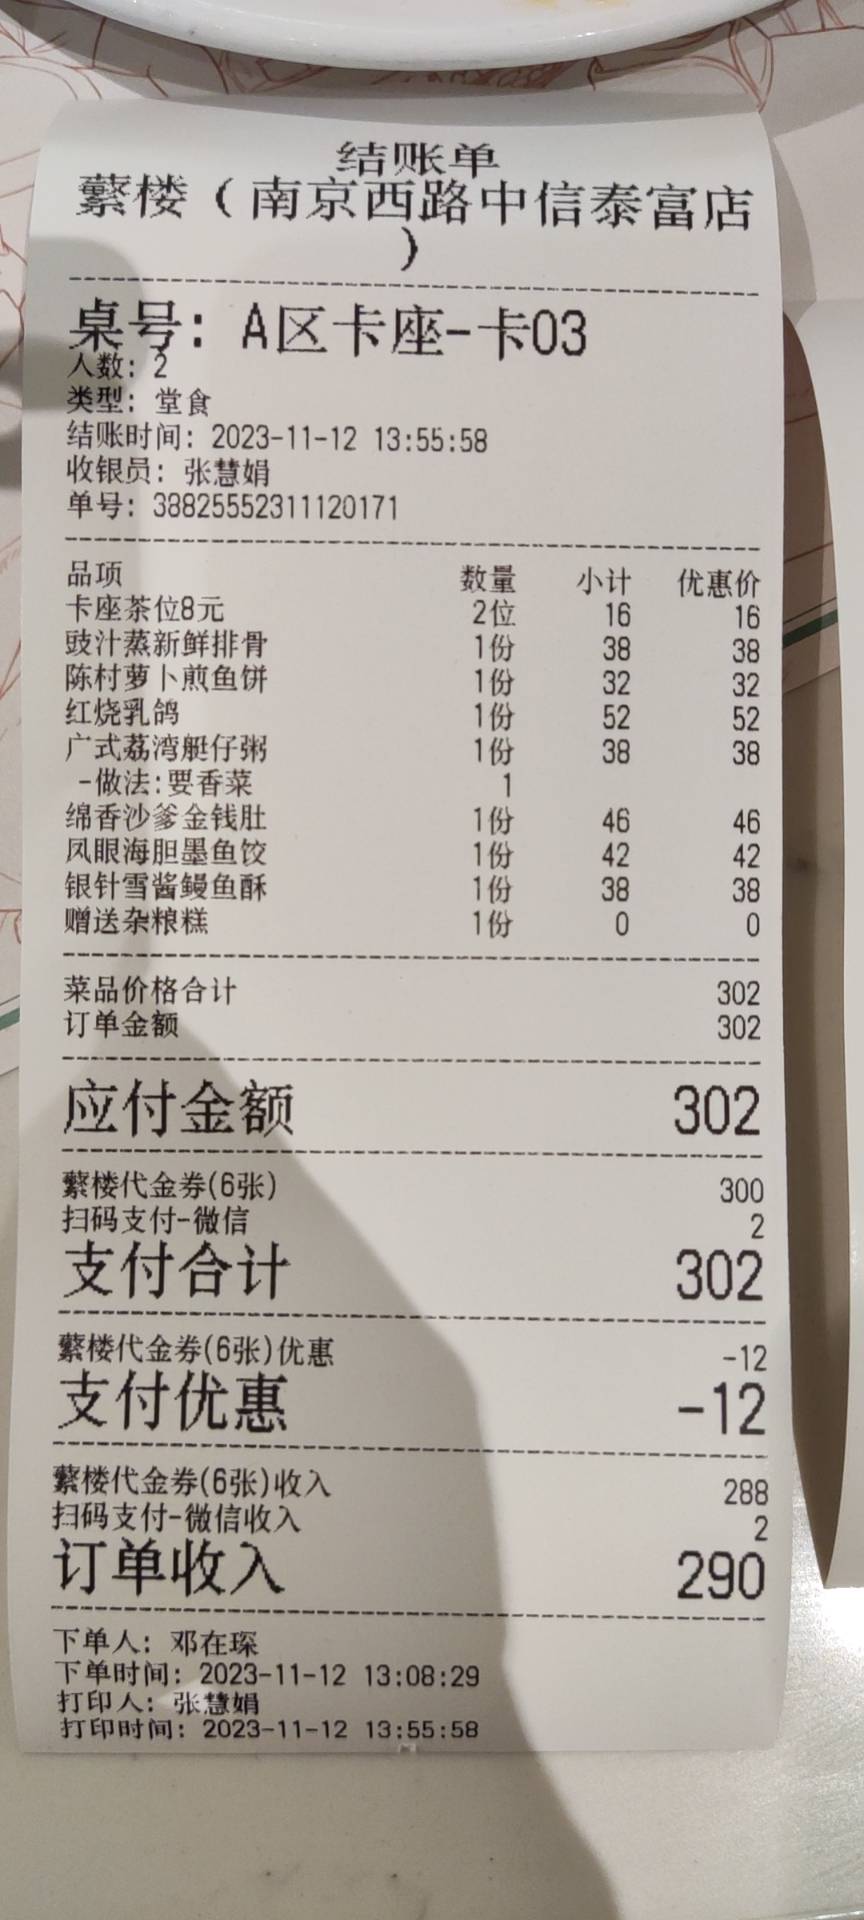 结账单
蘩楼（南京西路中信泰富店
）
桌号: A区卡座-卡03
人数: 2
类型: 堂食
结账时间: 2023-11-12 13:55:58
收银员: 张慧娟
单号: 38825552311120171
品项 数量 小计 优惠价
卡座茶位8元 2位 16 16
豉汁蒸新鲜排骨 1份 38 38
陈村萝卜煎鱼饼 1份 32 32
红烧乳鸽 1份 52 52
广式荔湾艇仔粥 1份 38 38
-做法:要香菜 1
绵香沙爹金钱肚 1份 46 46
凤眼海胆墨鱼饺 1份 42 42
银针雪酱鳗鱼酥 1份 38 38
赠送杂粮糕 1份 0 0
菜品价格合计 302
订单金额 302
应付金额 302
蘩楼代金券(6张) 300
扫码支付-微信 2
支付合计 302
蘩楼代金券(6张)优惠 -12
支付优惠 -12
蘩楼代金券(6张)收入 288
扫码支付-微信收入 2
订单收入 290
下单人: 邓在琛
下单时间: 2023-11-12 13:08:29
打印人: 张慧娟
打印时间: 2023-11-12 13:55:58